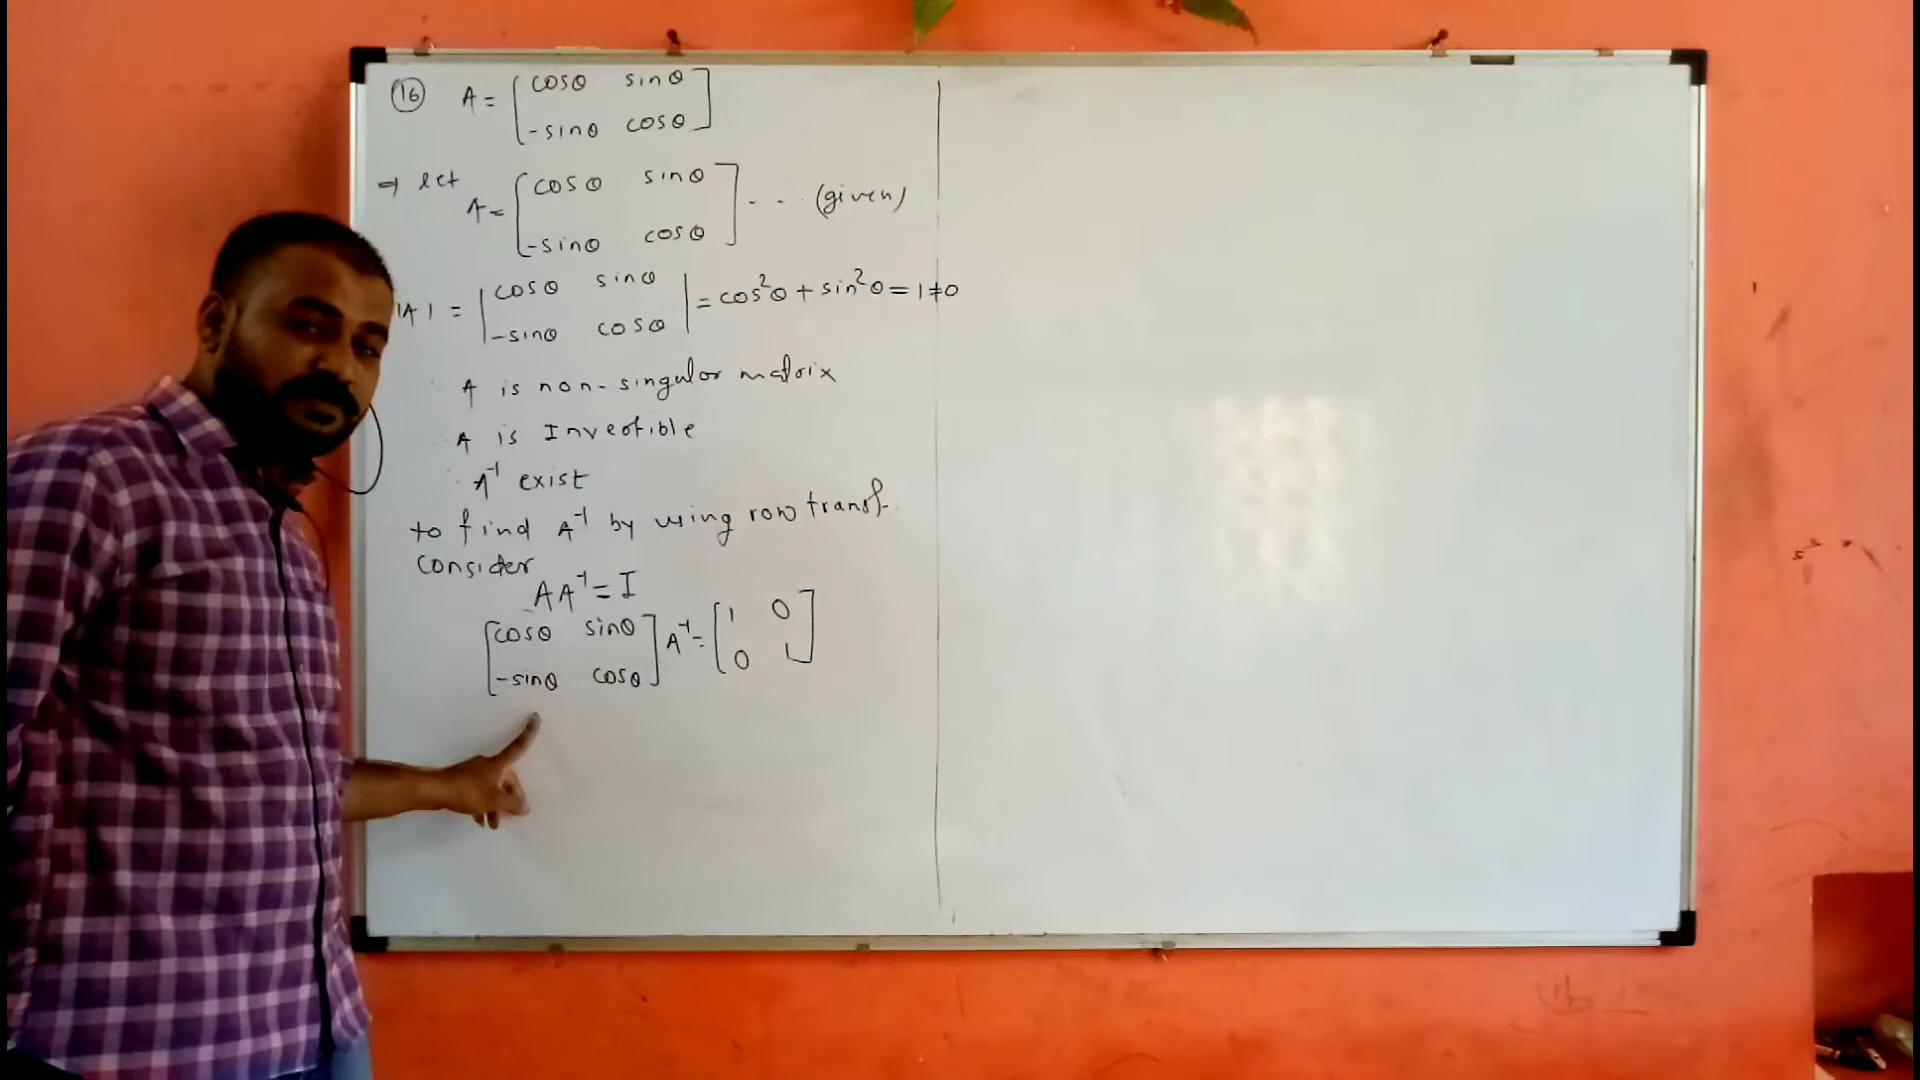 16 A = [cosθ sinθ
-sinθ cosθ]
⇒ let
A = [cosθ sinθ
-sinθ cosθ] - - - (given)
|A| = |cosθ sinθ
-sinθ cosθ| = cos²θ + sin²θ = 1 ≠ 0
A is non-singular matrix
A is Invertible
A⁻¹ exist
to find A⁻¹ by using row transf.
consider
AA⁻¹ = I
[cosθ sinθ
-sinθ cosθ] A⁻¹ = [1 0
0 1]